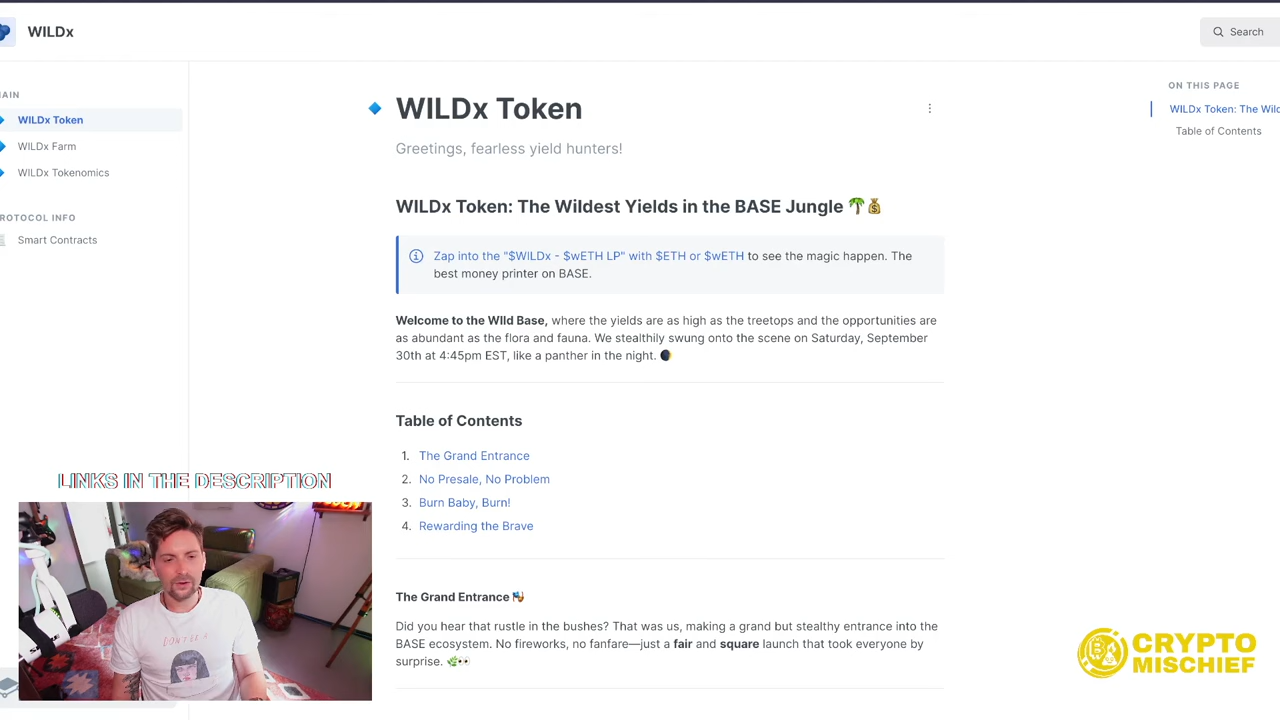 WILDx
Search
AIN
WILDx Token
WILDx Farm
WILDx Tokenomics
ROTOCOL INFO
Smart Contracts
WILDx Token
Greetings, fearless yield hunters!
WILDx Token: The Wildest Yields in the BASE Jungle 🌴💰
Zap into the "$WILDx - $wETH LP" with $ETH or $wETH to see the magic happen. The
best money printer on BASE.
Welcome to the WIld Base, where the yields are as high as the treetops and the opportunities are
as abundant as the flora and fauna. We stealthily swung onto the scene on Saturday, September
30th at 4:45pm EST, like a panther in the night. 🌒
Table of Contents
1. The Grand Entrance
2. No Presale, No Problem
3. Burn Baby, Burn!
4. Rewarding the Brave
The Grand Entrance
Did you hear that rustle in the bushes? That was us, making a grand but stealthy entrance into the
BASE ecosystem. No fireworks, no fanfare—just a fair and square launch that took everyone by
surprise. 🌿👀
ON THIS PAGE
WILDx Token: The Wild
Table of Contents
LINKS IN THE DESCRIPTION
CRYPTO
MISCHIEF